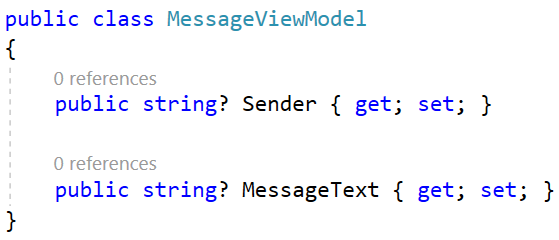 public class MessageViewModel
{
0 references
public string? Sender { get; set; }
0 references
public string? MessageText { get; set; }
}